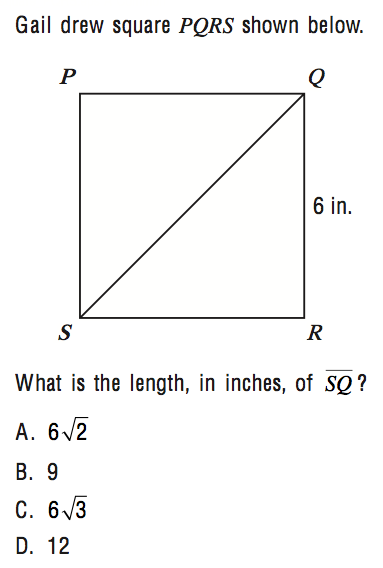 Gail drew square PQRS shown below.
P Q
6 in.
S R
What is the length, in inches, of \overline{SQ}?
A. 6√2
B. 9
C. 6√3
D. 12